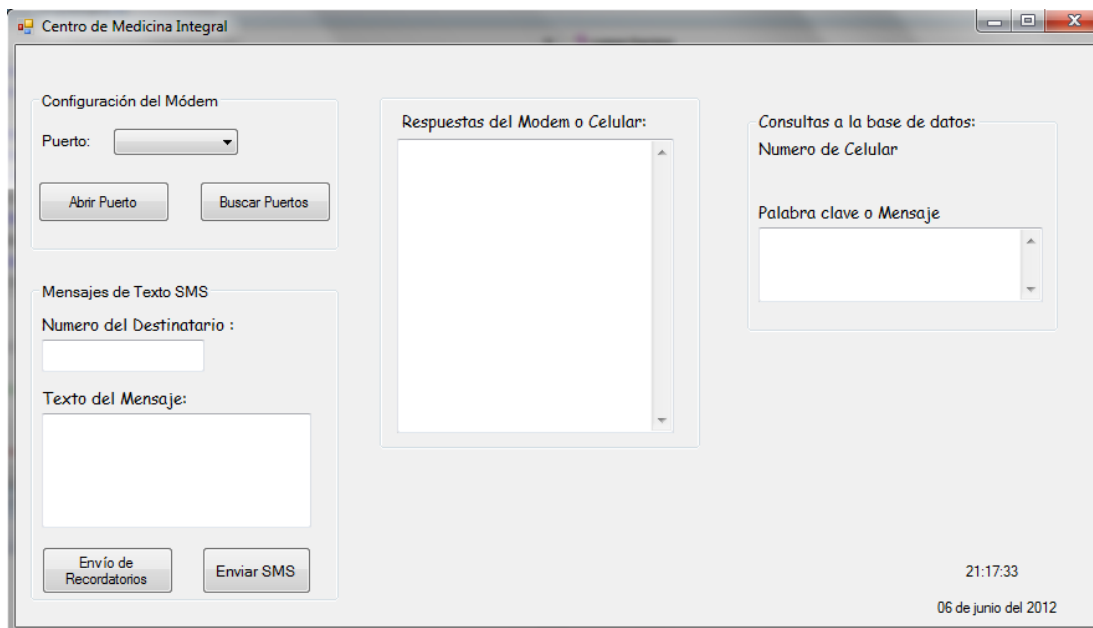 Centro de Medicina Integral
Configuración del Módem
Puerto:
Abrir Puerto
Buscar Puertos
Mensajes de Texto SMS
Numero del Destinatario :
Texto del Mensaje:
Envío de
Recordatorios
Enviar SMS
Respuestas del Modem o Celular:
Consultas a la base de datos:
Numero de Celular
Palabra clave o Mensaje
21:17:33
06 de junio del 2012